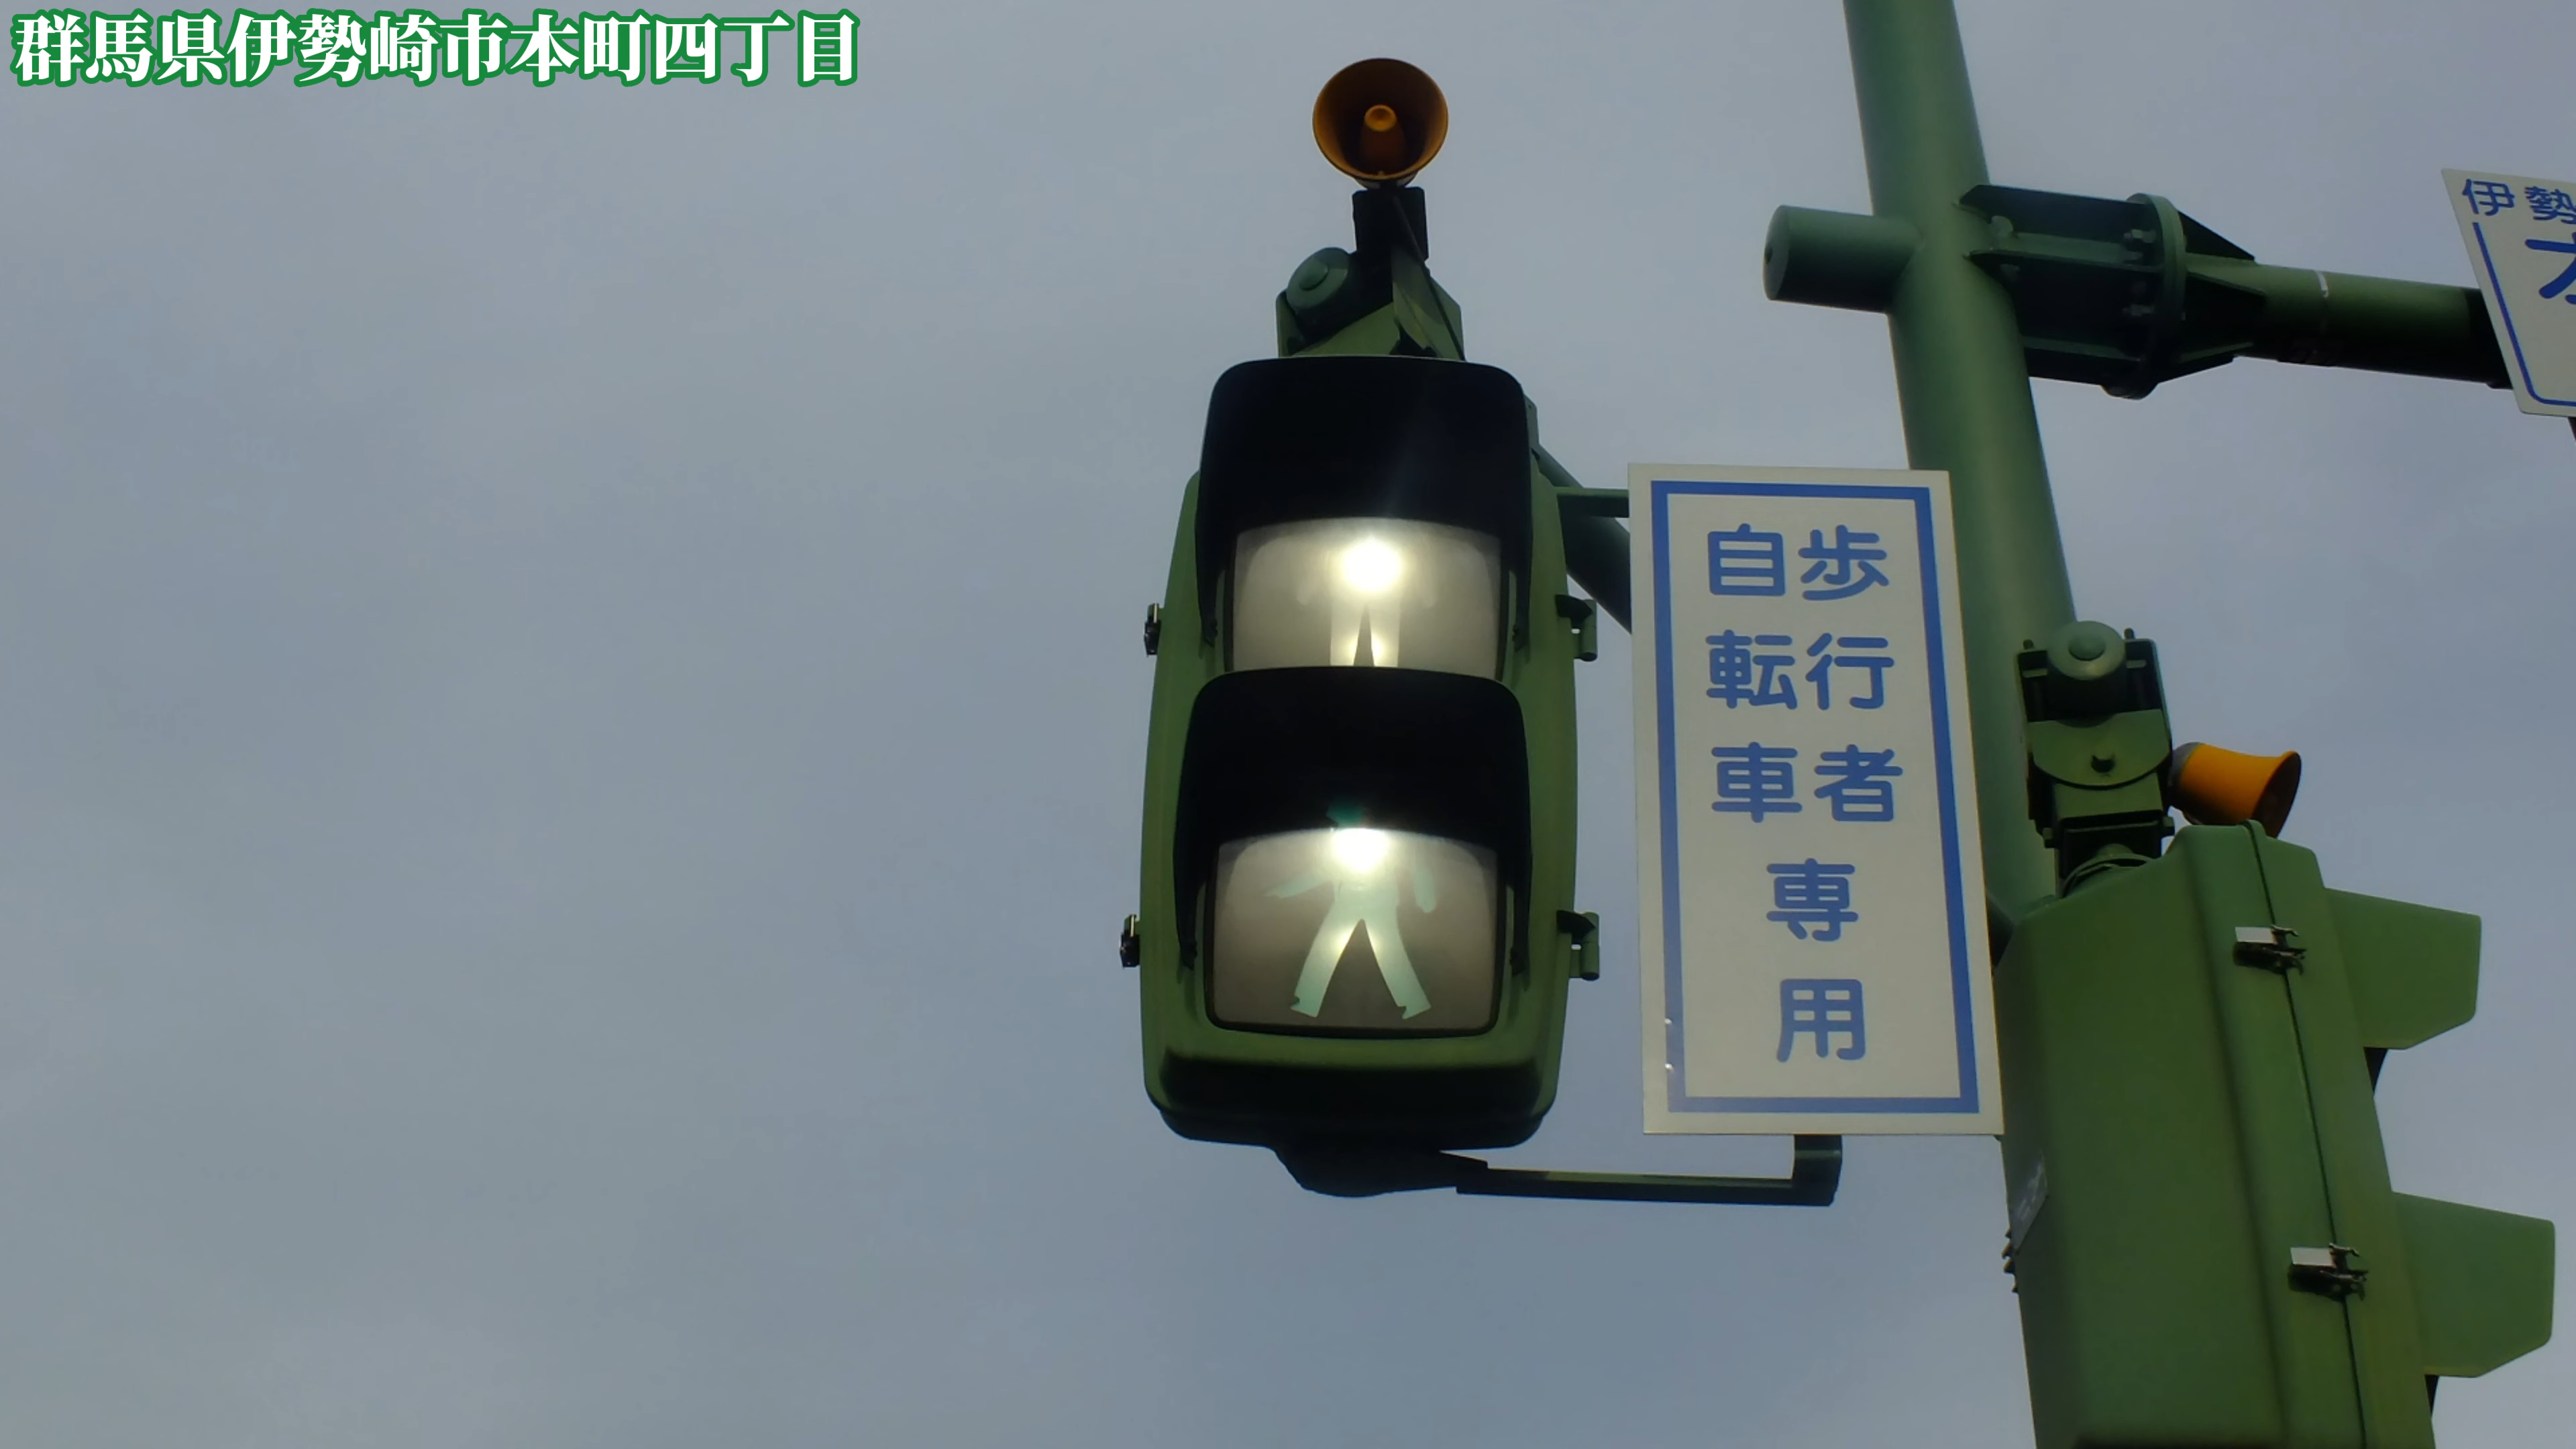 群馬県伊勢崎市本町四丁目
伊勢
歩行者
自転車
専用